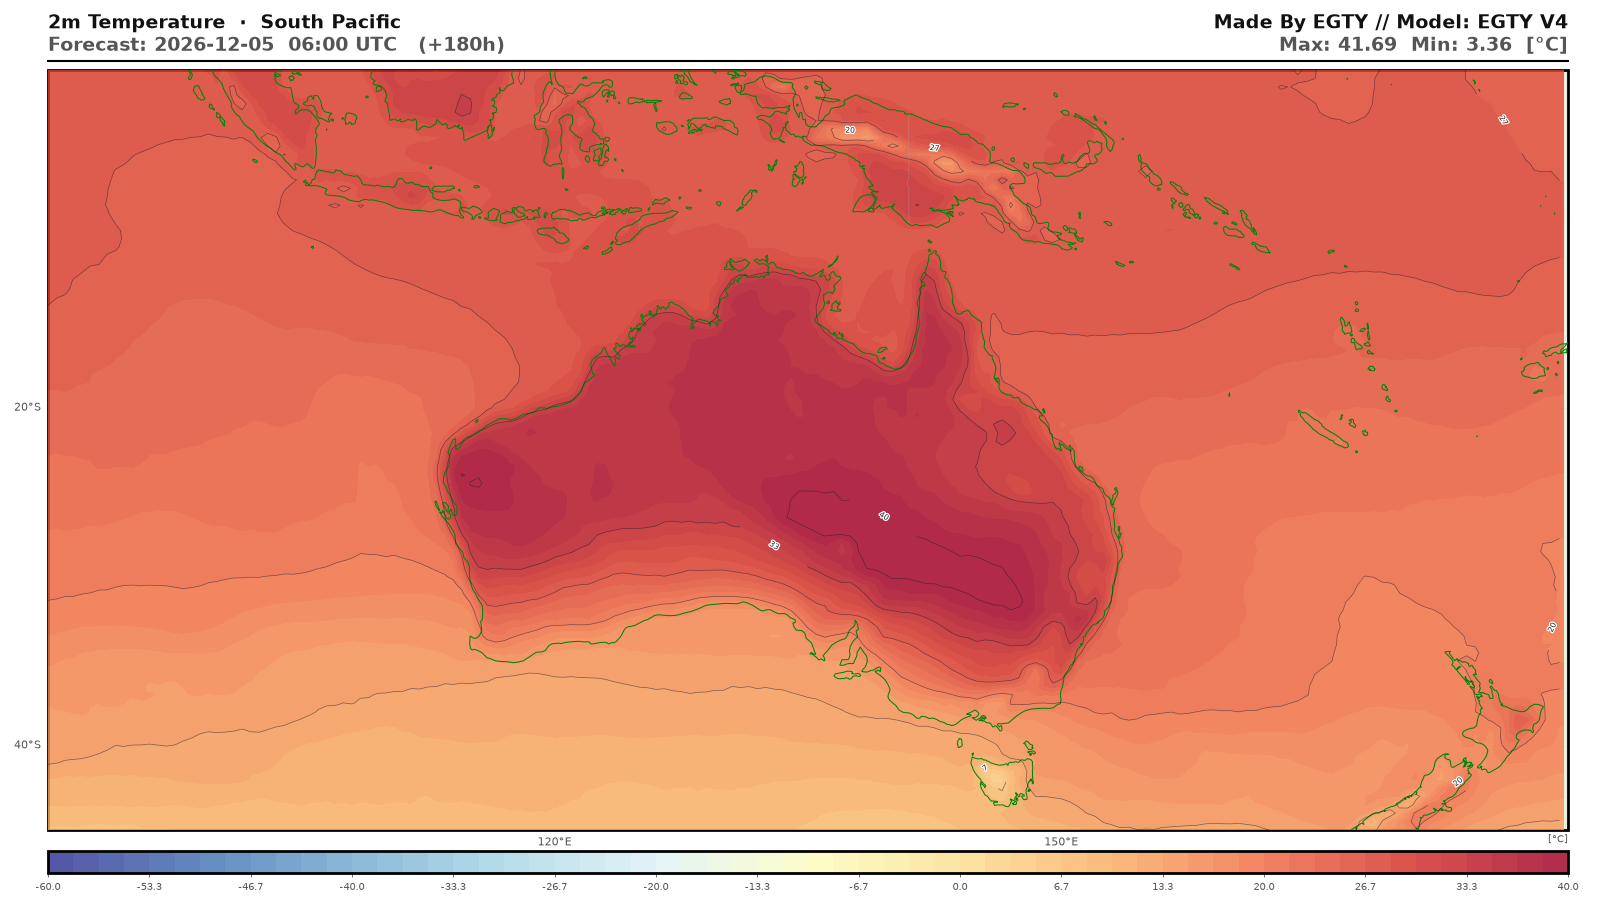 2m Temperature · South Pacific
Made By EGTY // Model: EGTY V4
Forecast: 2026-12-05 06:00 UTC (+180h)
Max: 41.69 Min: 3.36 [°C]
20
27
27
20°S
40
33
20
40°S
7
20
120°E
150°E
[°C]
-60.0
-53.3
-46.7
-40.0
-33.3
-26.7
-20.0
-13.3
-6.7
0.0
6.7
13.3
20.0
26.7
33.3
40.0